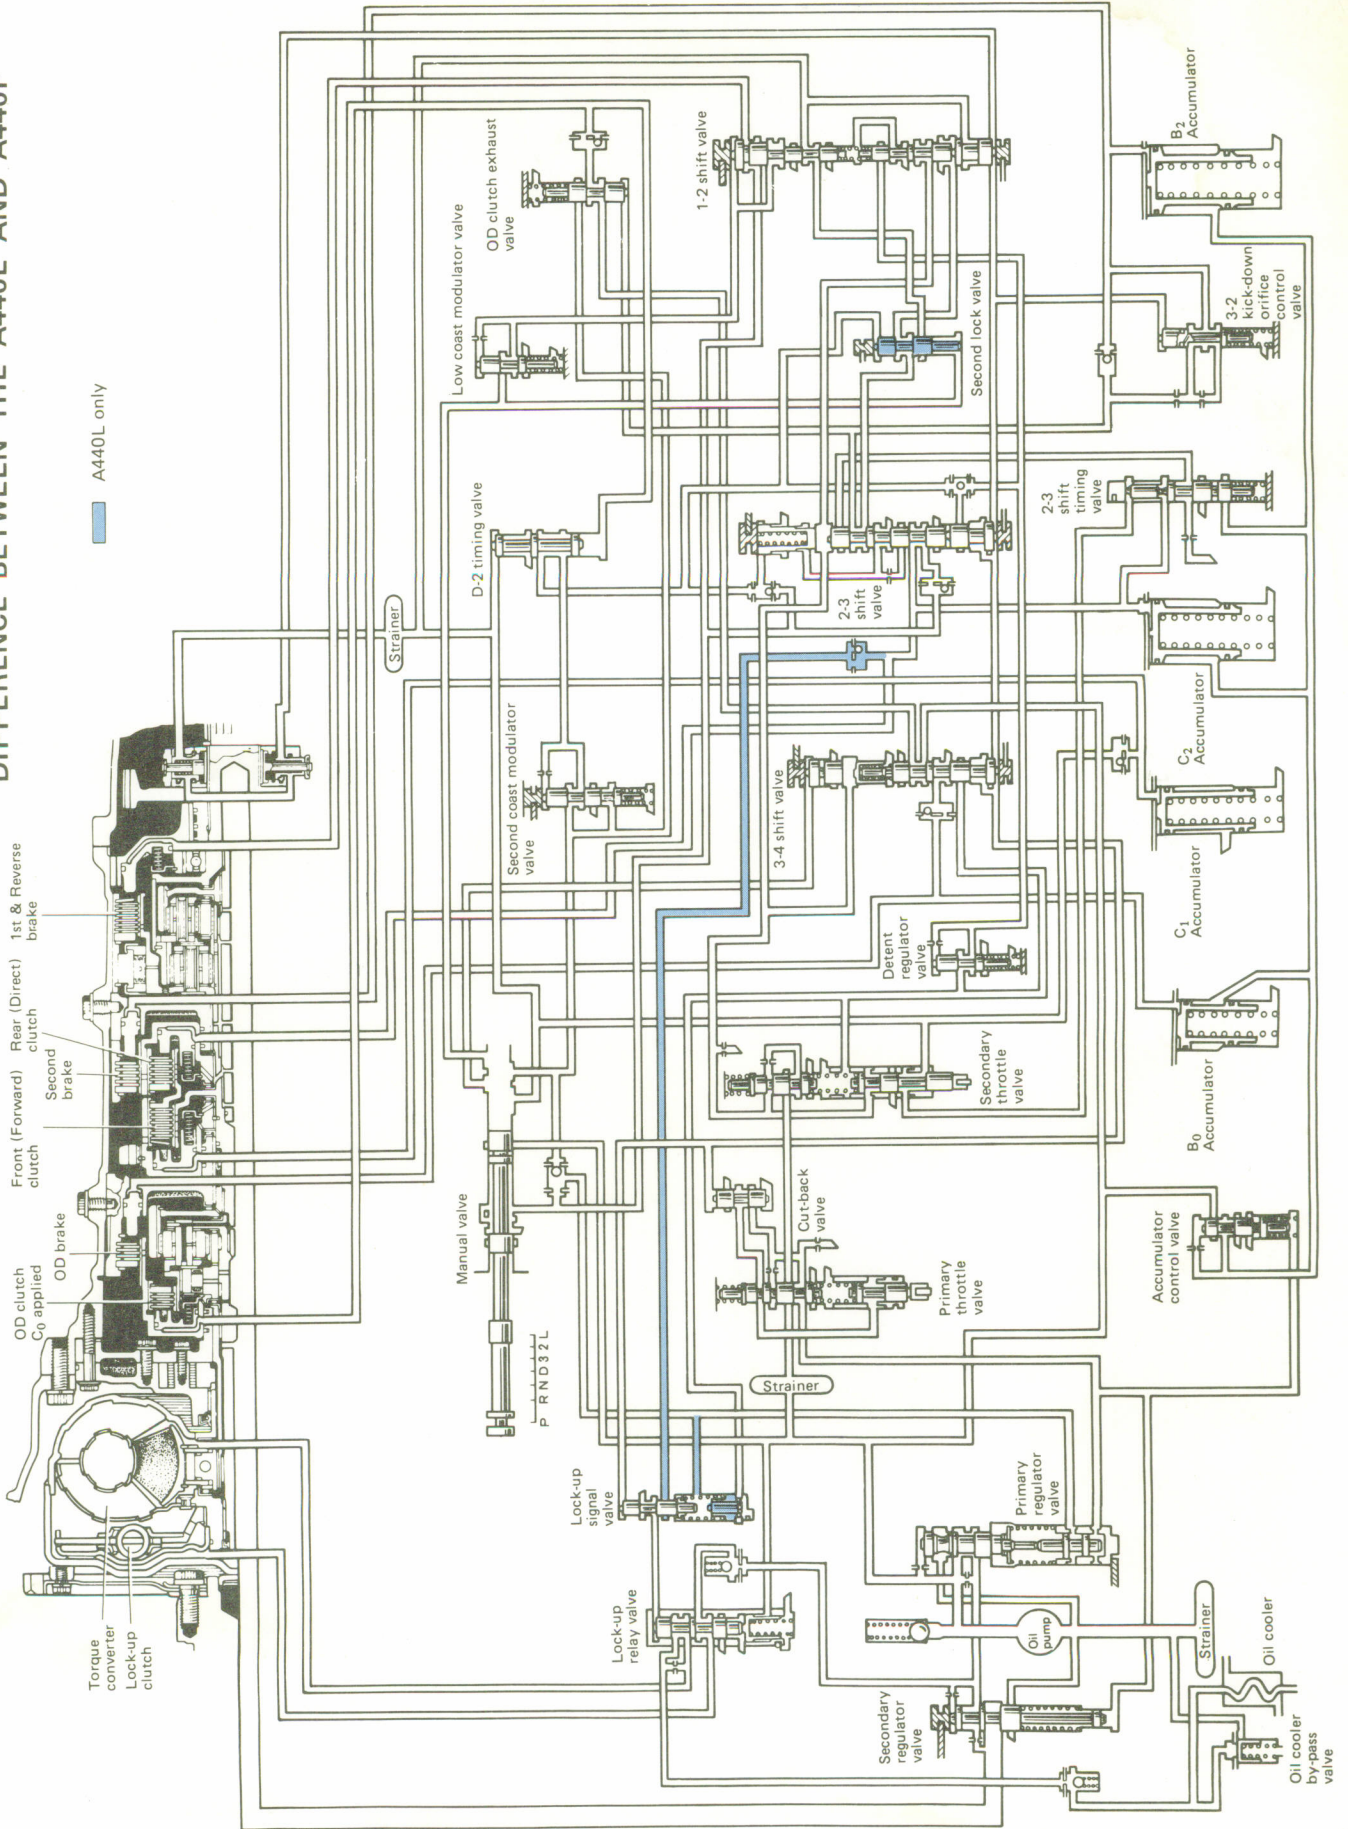 DIFFERENCE BETWEEN THE A440L AND A440F
A440L only
OD clutch
C0 applied
OD brake
Front (Forward)
clutch
Second
brake
Rear (Direct)
clutch
1st & Reverse
brake
Torque
converter
Lock-up
clutch
Strainer
Manual valve
P R N D 3 2 L
Second coast modulator
valve
D-2 timing valve
Low coast modulator valve
OD clutch exhaust
valve
Lock-up
relay valve
Lock-up
signal
valve
Strainer
Primary
throttle
valve
Cut-back
valve
Secondary
throttle
valve
Detent
regulator
valve
3-4 shift valve
2-3
shift
valve
Second lock valve
1-2 shift valve
Secondary
regulator
valve
Oil
pump
Primary
regulator
valve
Accumulator
control valve
B0
Accumulator
C1
Accumulator
C2
Accumulator
2-3
shift
timing
valve
3-2
kick-down
orifice
control
valve
B2
Accumulator
Strainer
Oil cooler
Oil cooler
by-pass
valve